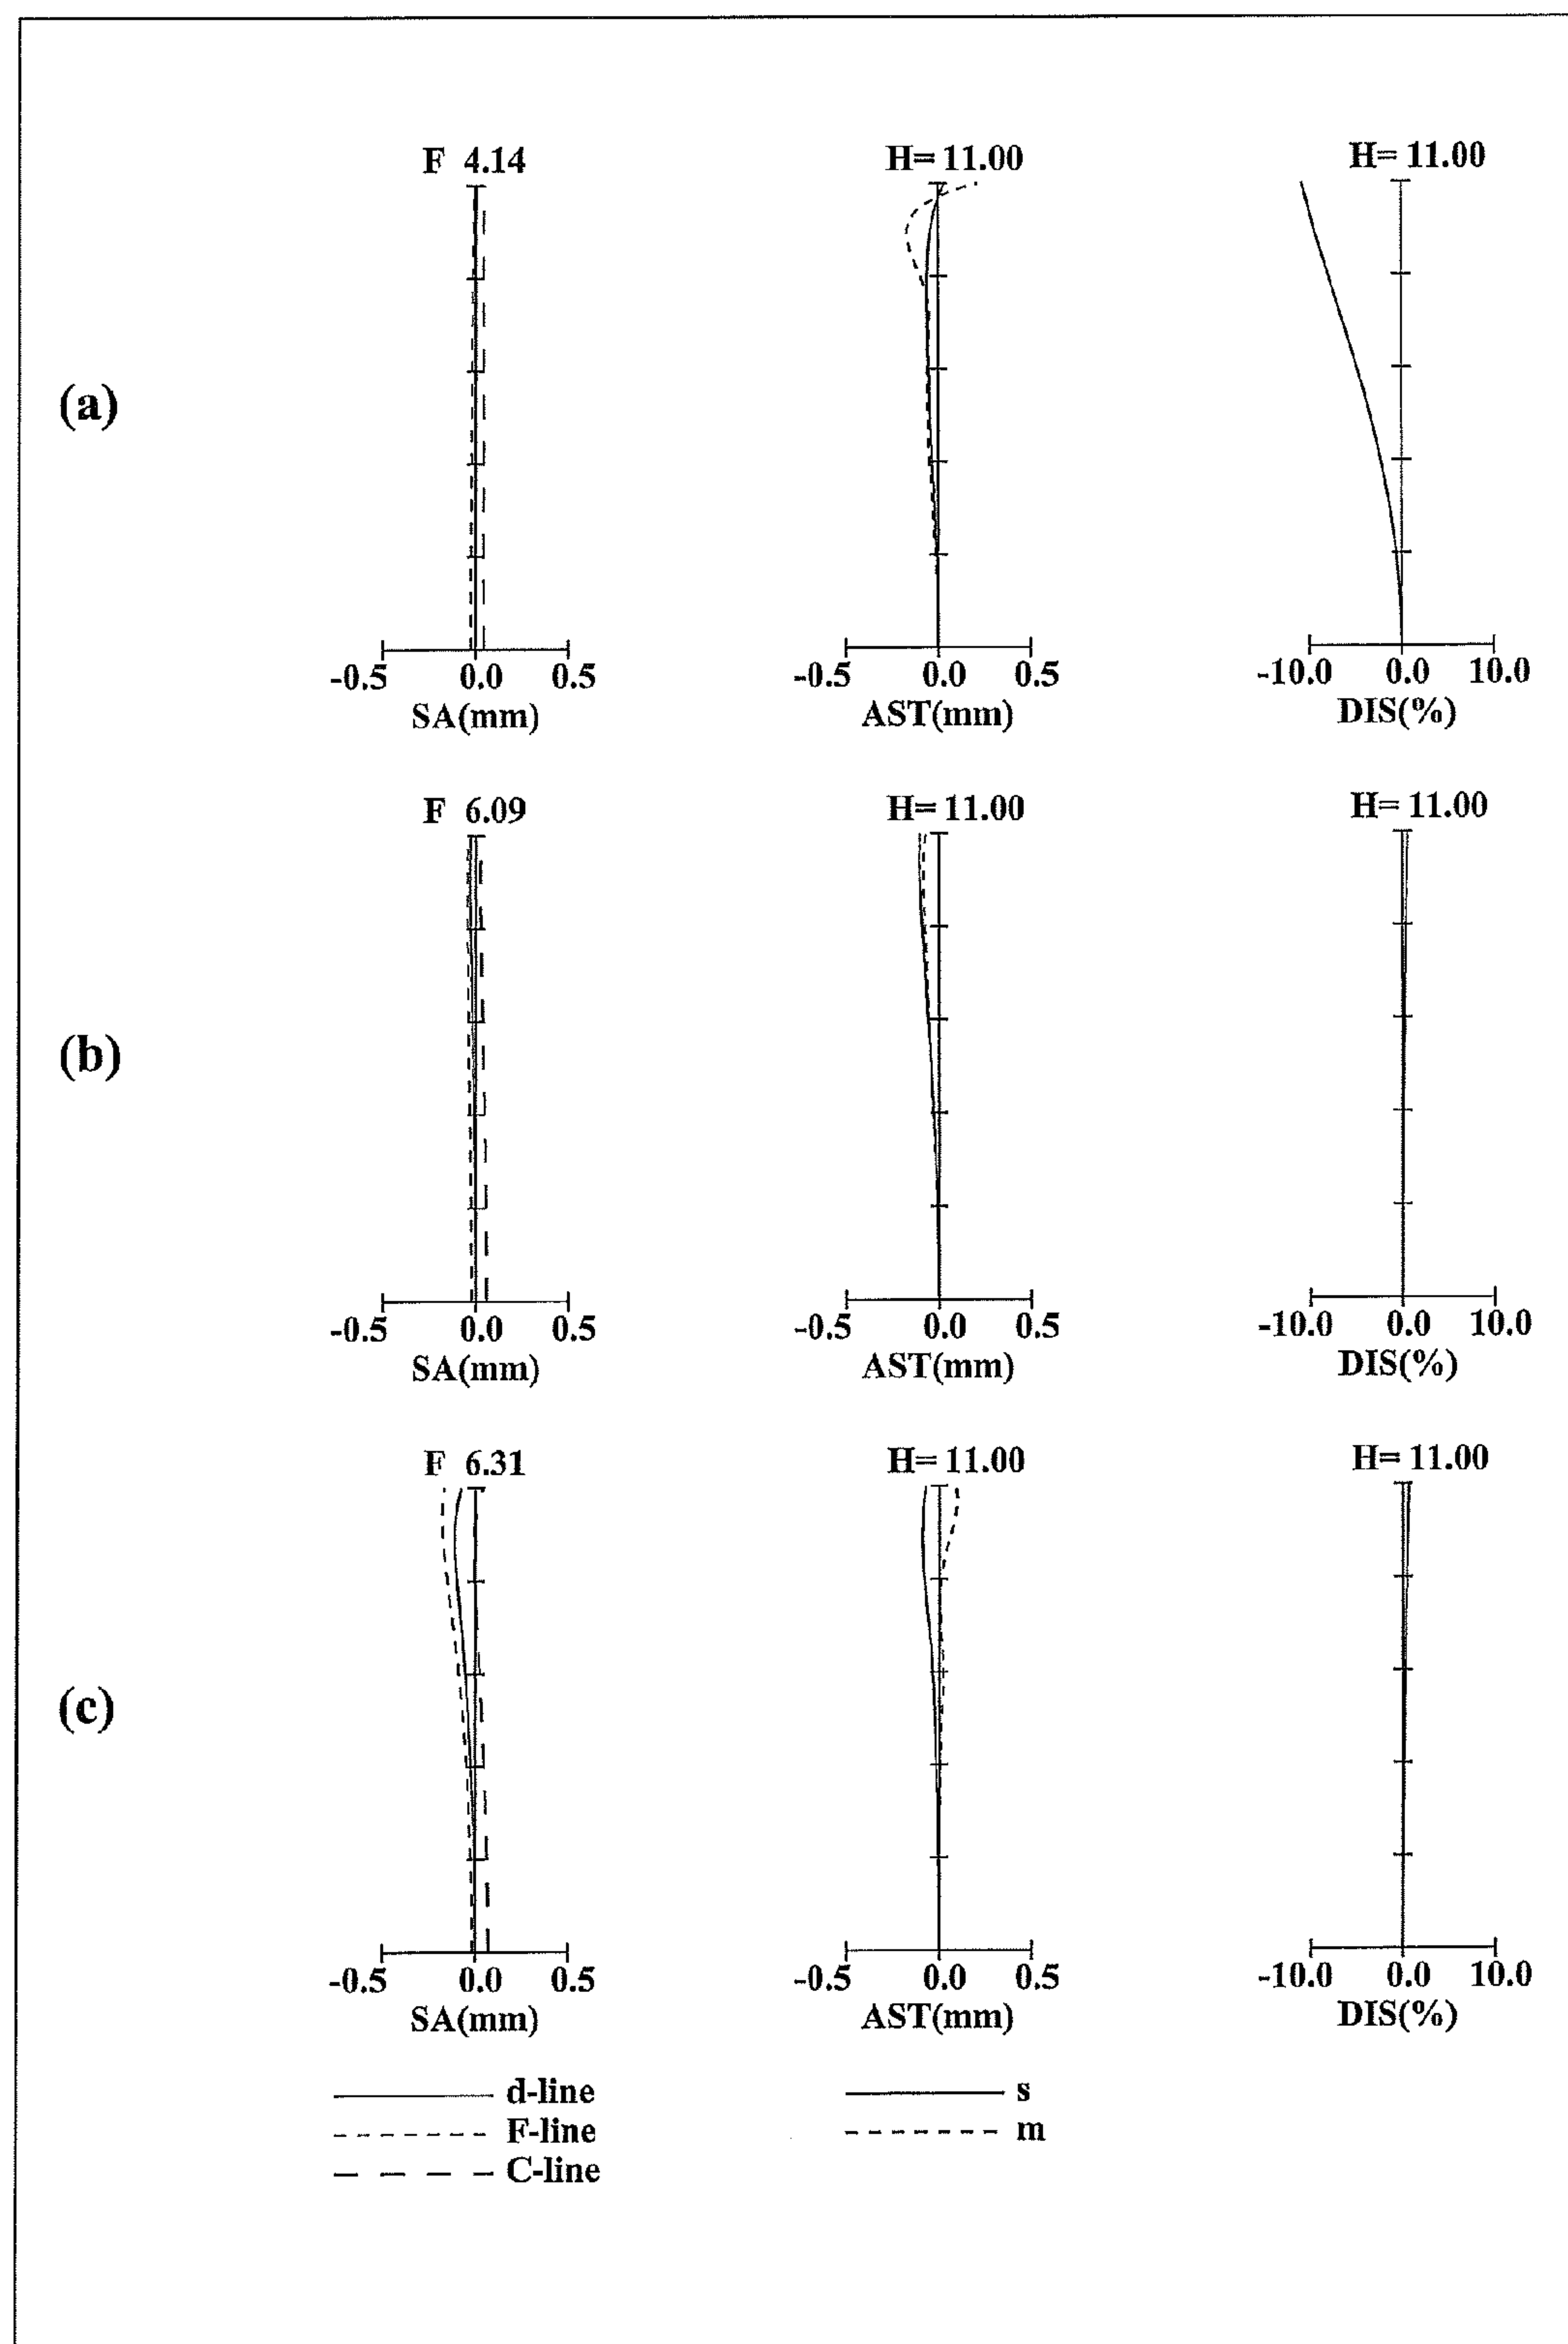 F 4.14
H= 11.00
H= 11.00
(a)
-0.5 0.0 0.5
SA(mm)
-0.5 0.0 0.5
AST(mm)
-10.0 0.0 10.0
DIS(%)
F 6.09
H= 11.00
H= 11.00
(b)
-0.5 0.0 0.5
SA(mm)
-0.5 0.0 0.5
AST(mm)
-10.0 0.0 10.0
DIS(%)
F 6.31
H= 11.00
H= 11.00
(c)
-0.5 0.0 0.5
SA(mm)
-0.5 0.0 0.5
AST(mm)
-10.0 0.0 10.0
DIS(%)
d-line
F-line
C-line
s
m